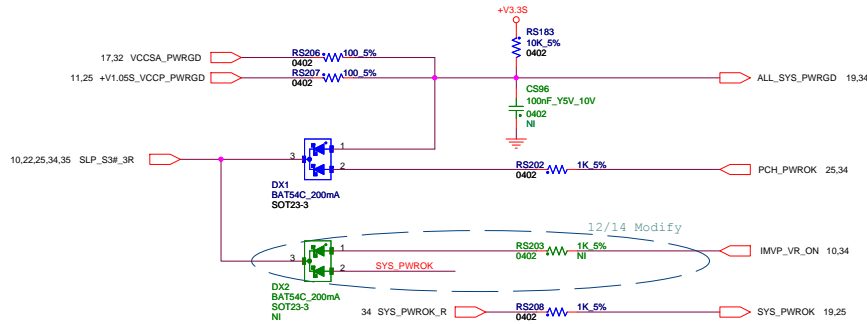 +V3.3S
RS183
10K_5%
0402
17,32 VCCSA_PWRGD
RS206
0402
100_5%
11,25 +V1.05S_VCCP_PWRGD
RS207
0402
100_5%
ALL_SYS_PWRGD 19,34
CS96
100nF_Y5V_10V
0402
NI
10,22,25,34,35 SLP_S3#_3R
3
1
2
DX1
BAT54C_200mA
SOT23-3
RS202
0402
1K_5%
PCH_PWROK 25,34
12/14 Modify
3
1
2
SYS_PWROK
DX2
BAT54C_200mA
SOT23-3
NI
RS203
0402
1K_5%
NI
IMVP_VR_ON 10,34
34 SYS_PWROK_R
RS208
0402
1K_5%
SYS_PWROK 19,25